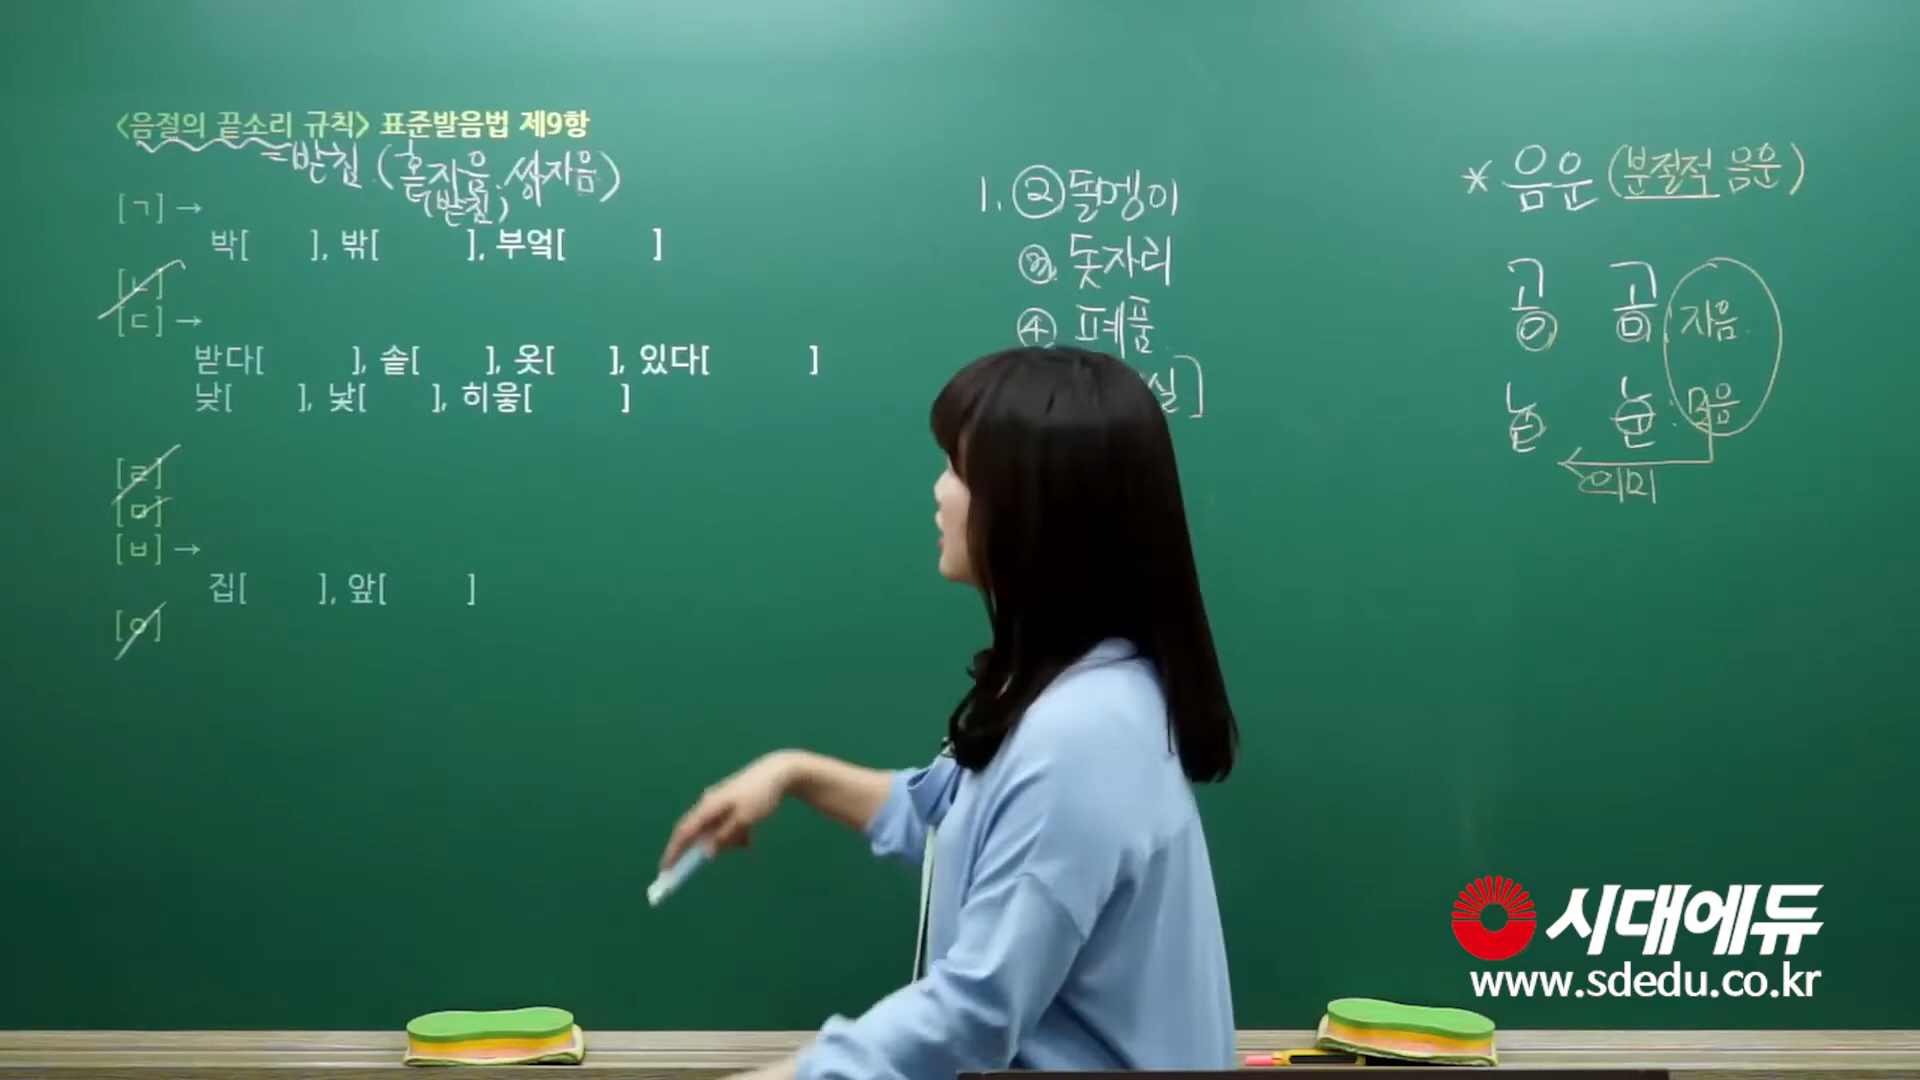 <음절의 끝소리 규칙> 표준발음법 제9항
=받침 (홑자음, 쌍자음)
(받침)
[ㄱ] →
박[ ], 밖[ ], 부엌[ ]
[ㄴ]
[ㄷ] →
받다[ ], 솥[ ], 옷[ ], 있다[ ]
낮[ ], 낯[ ], 히읗[ ]
[ㄹ]
[ㅁ]
[ㅂ] →
집[ ], 앞[ ]
[ㅇ]
1. ② 돌멩이
③ 돗자리
④ 폐품
실]
* 음운 (분절적 음운)
공 곰 자음
논 눈 : 모음
의미
시대에듀
www.sdedu.co.kr